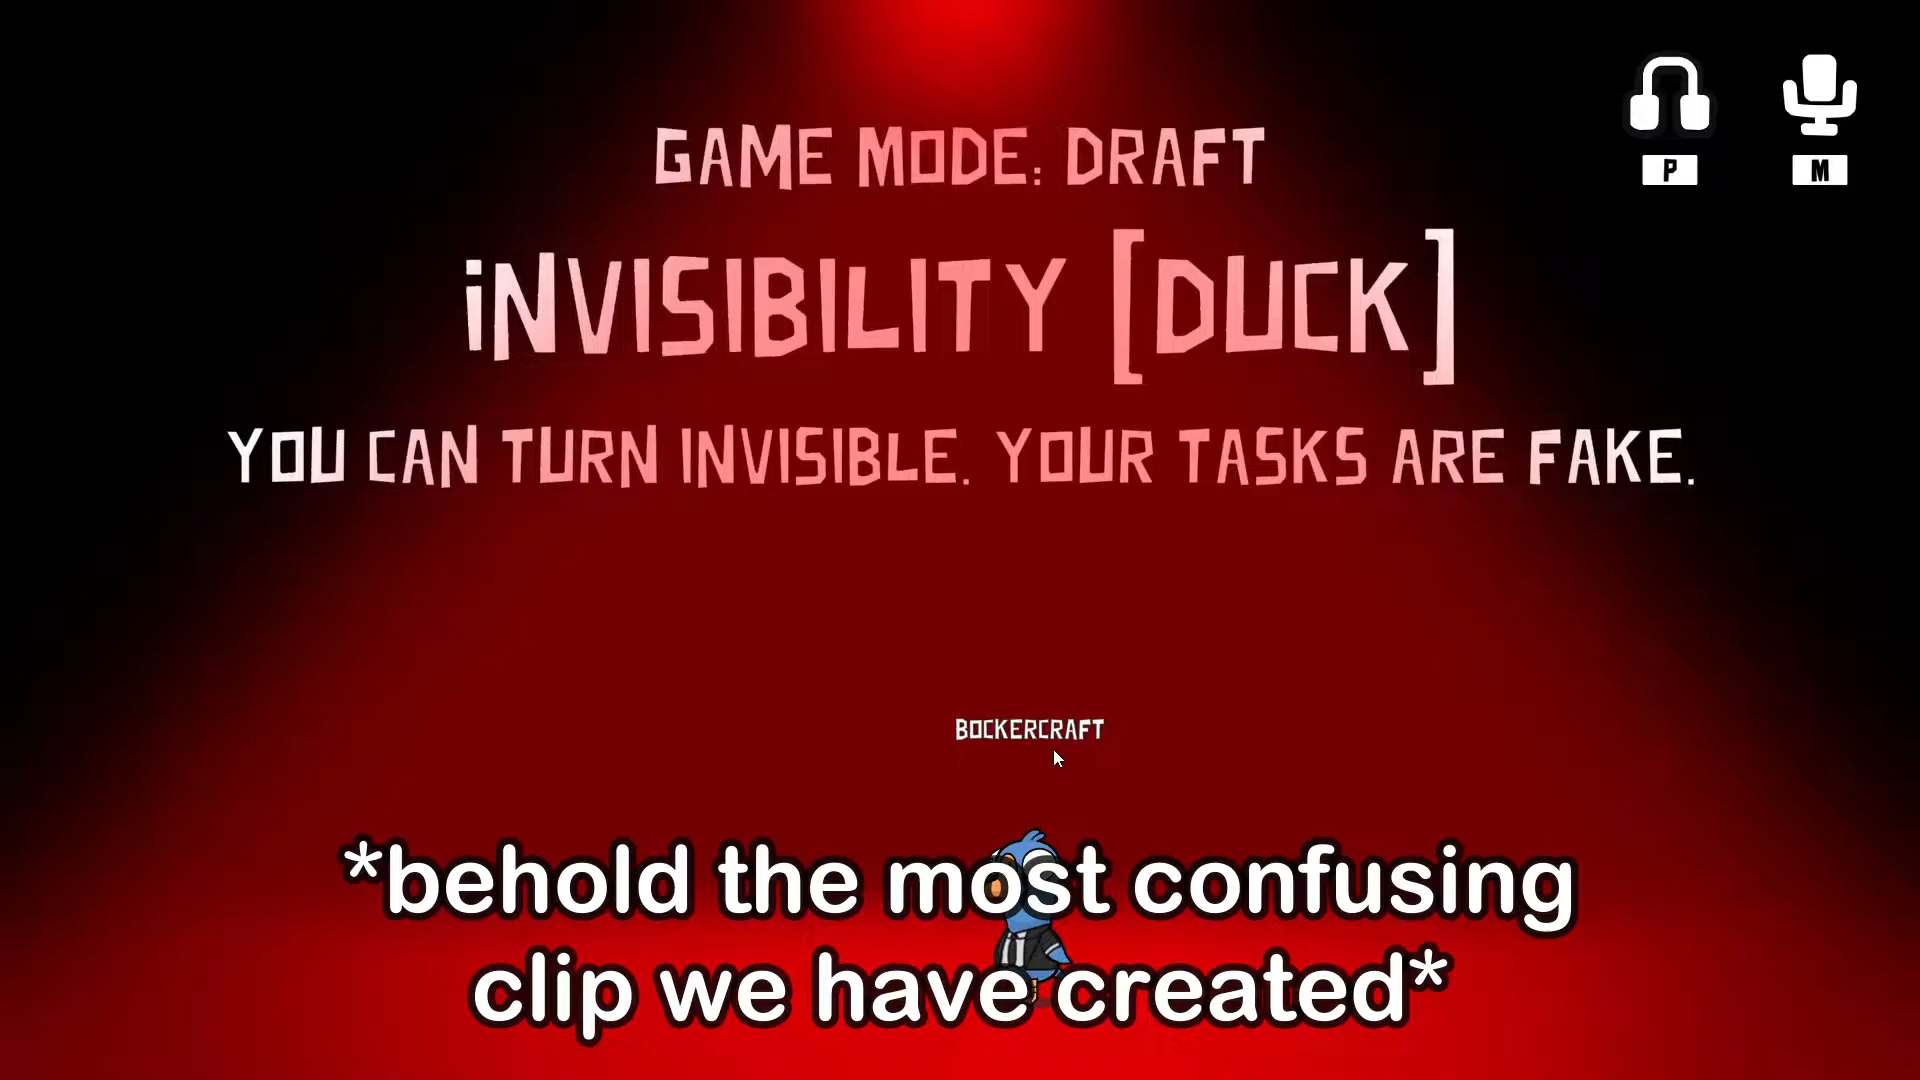 GAME MODE: DRAFT
P
M
iNVISIBILITY [DUCK]
YOU CAN TURN INVISIBLE. YOUR TASKS ARE FAKE.
BOCKERCRAFT
*behold the most confusing
clip we have created*